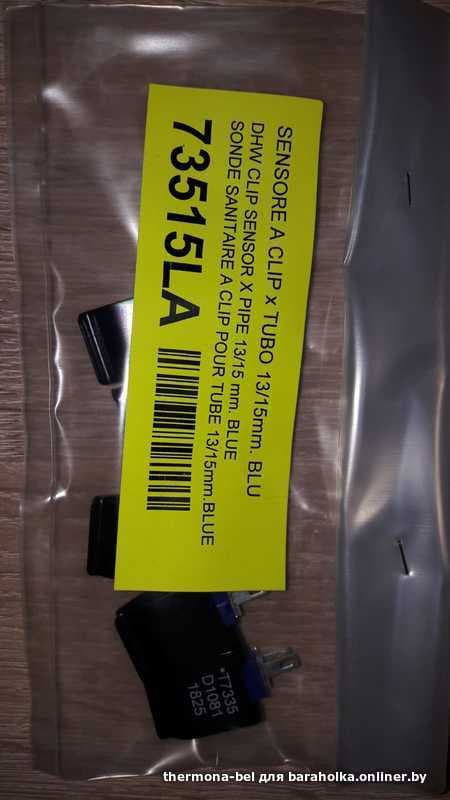 SENSORE A CLIP x TUBO 13/15mm. BLU
DHW CLIP SENSOR X PIPE 13/15 mm. BLUE
SONDE SANITAIRE A CLIP POUR TUBE 13/15mm.BLUE
73515LA
•T7335
D1081
1825
thermona-bel для baraholka.onliner.by